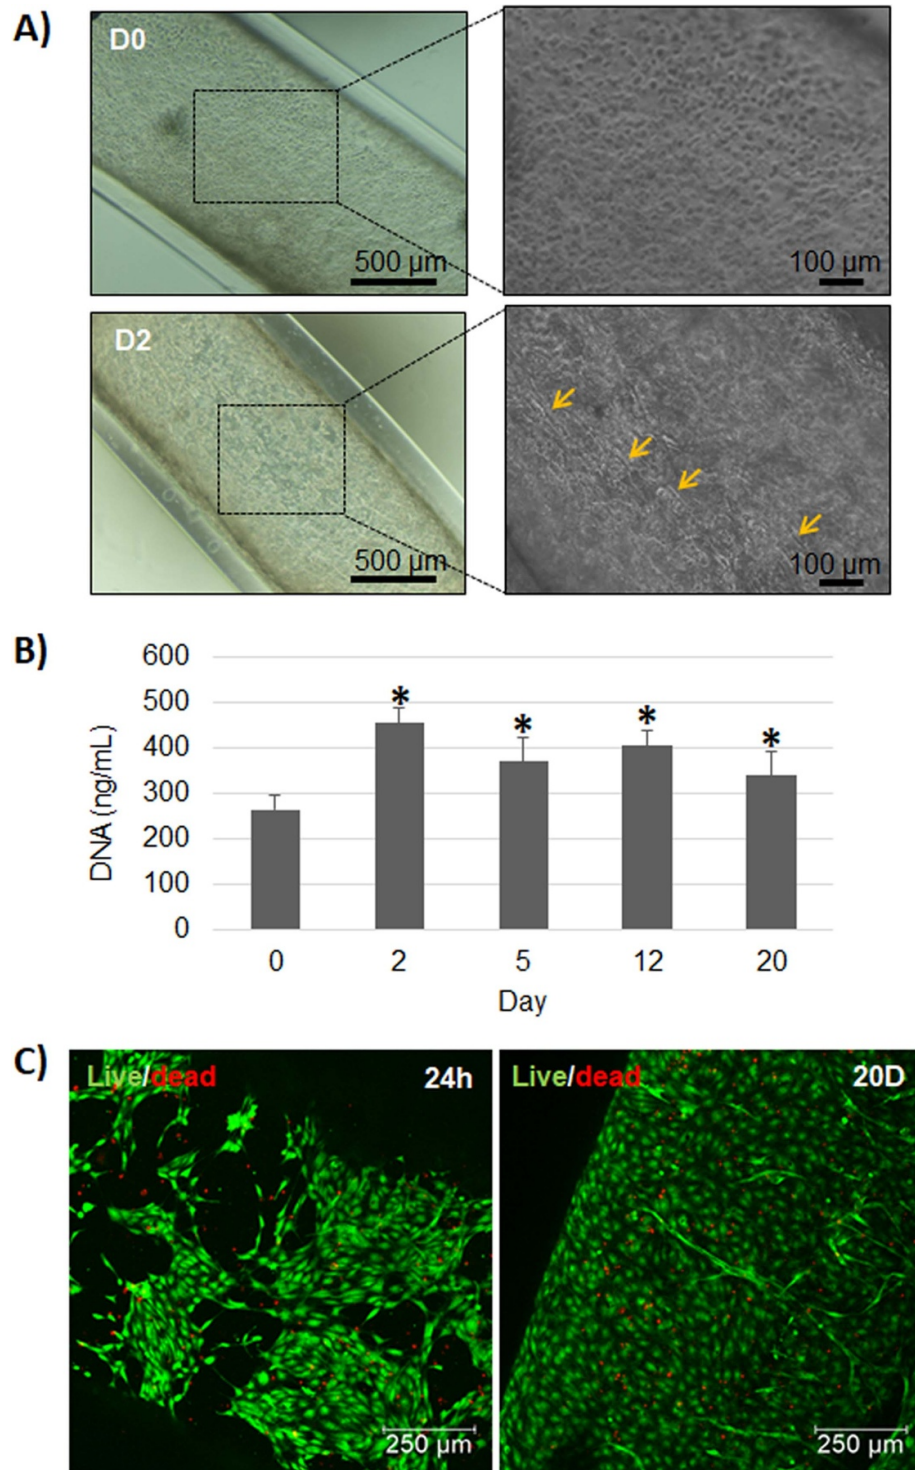 A)
D0
500 µm
100 µm
D2
500 µm
100 µm
B)
600
500
400
300
200
100
0
DNA (ng/mL)
* * * * *
0 2 5 12 20
Day
C)
Live/dead 24h
250 µm
Live/dead 20D
250 µm